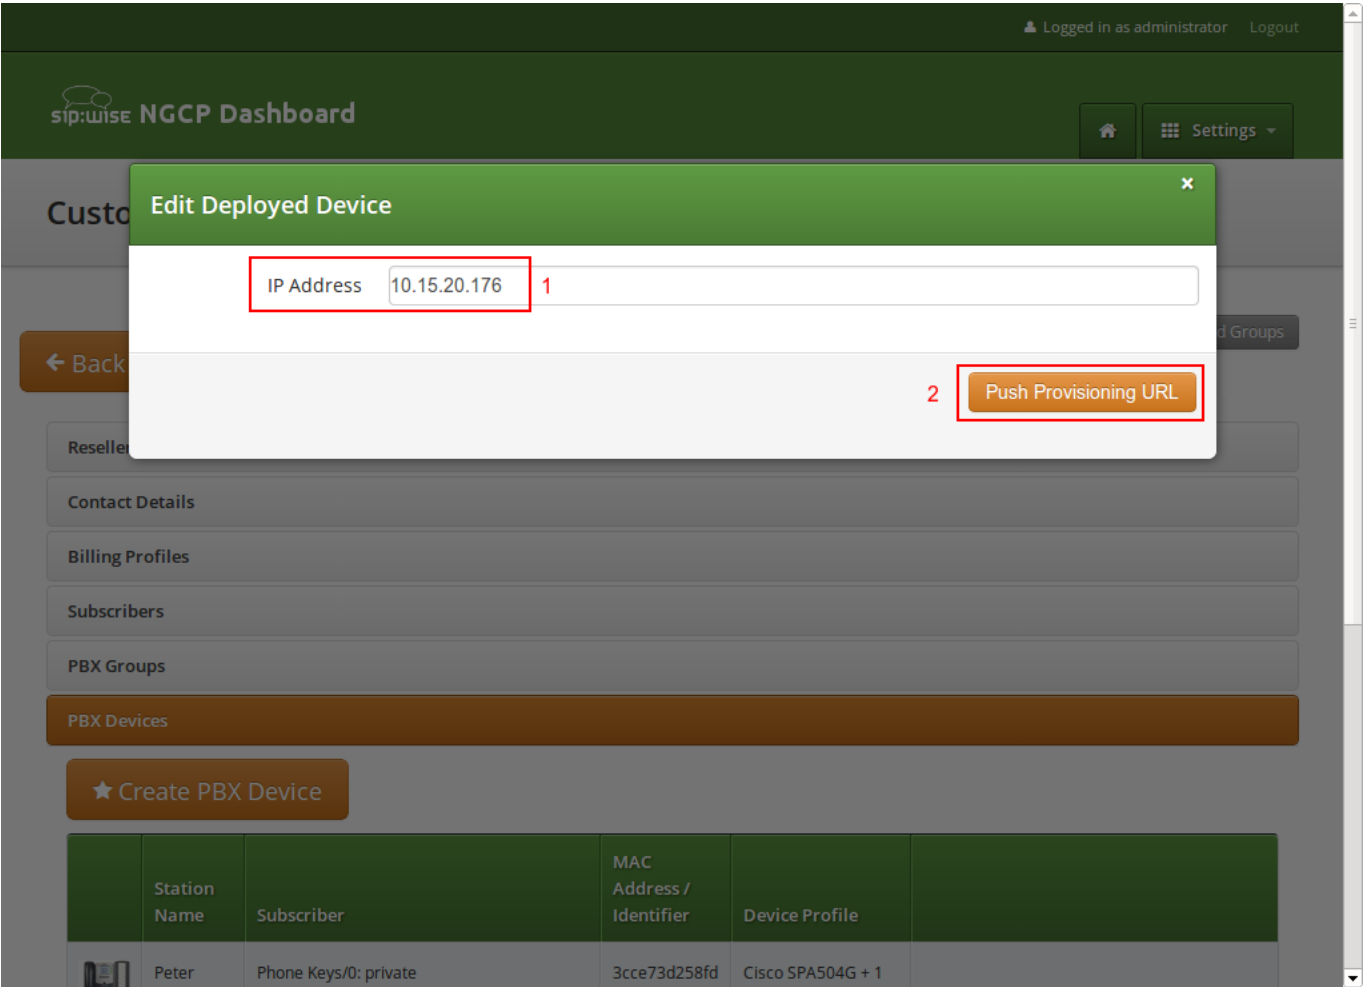 Logged in as administrator Logout
sip:wise NGCP Dashboard
Settings
Custo
Edit Deployed Device
×
IP Address 10.15.20.176 1
d Groups
Back
2 Push Provisioning URL
Reseller
Contact Details
Billing Profiles
Subscribers
PBX Groups
PBX Devices
Create PBX Device
Station Name Subscriber MAC Address / Identifier Device Profile
Peter Phone Keys/0: private 3cce73d258fd Cisco SPA504G + 1